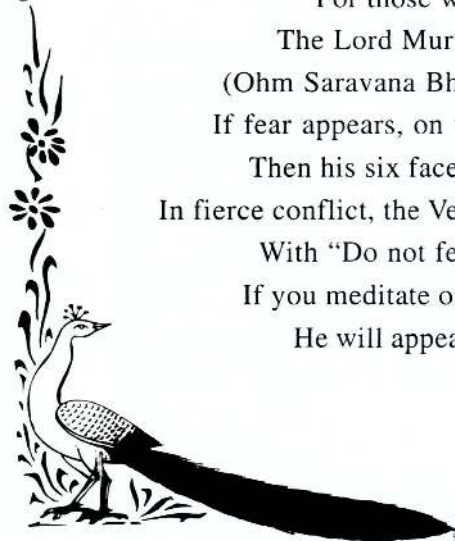 For those w
The Lord Mur
(Ohm Saravana Bh
If fear appears, on
Then his six face
In fierce conflict, the Ve
With “Do not fe
If you meditate o
He will appea